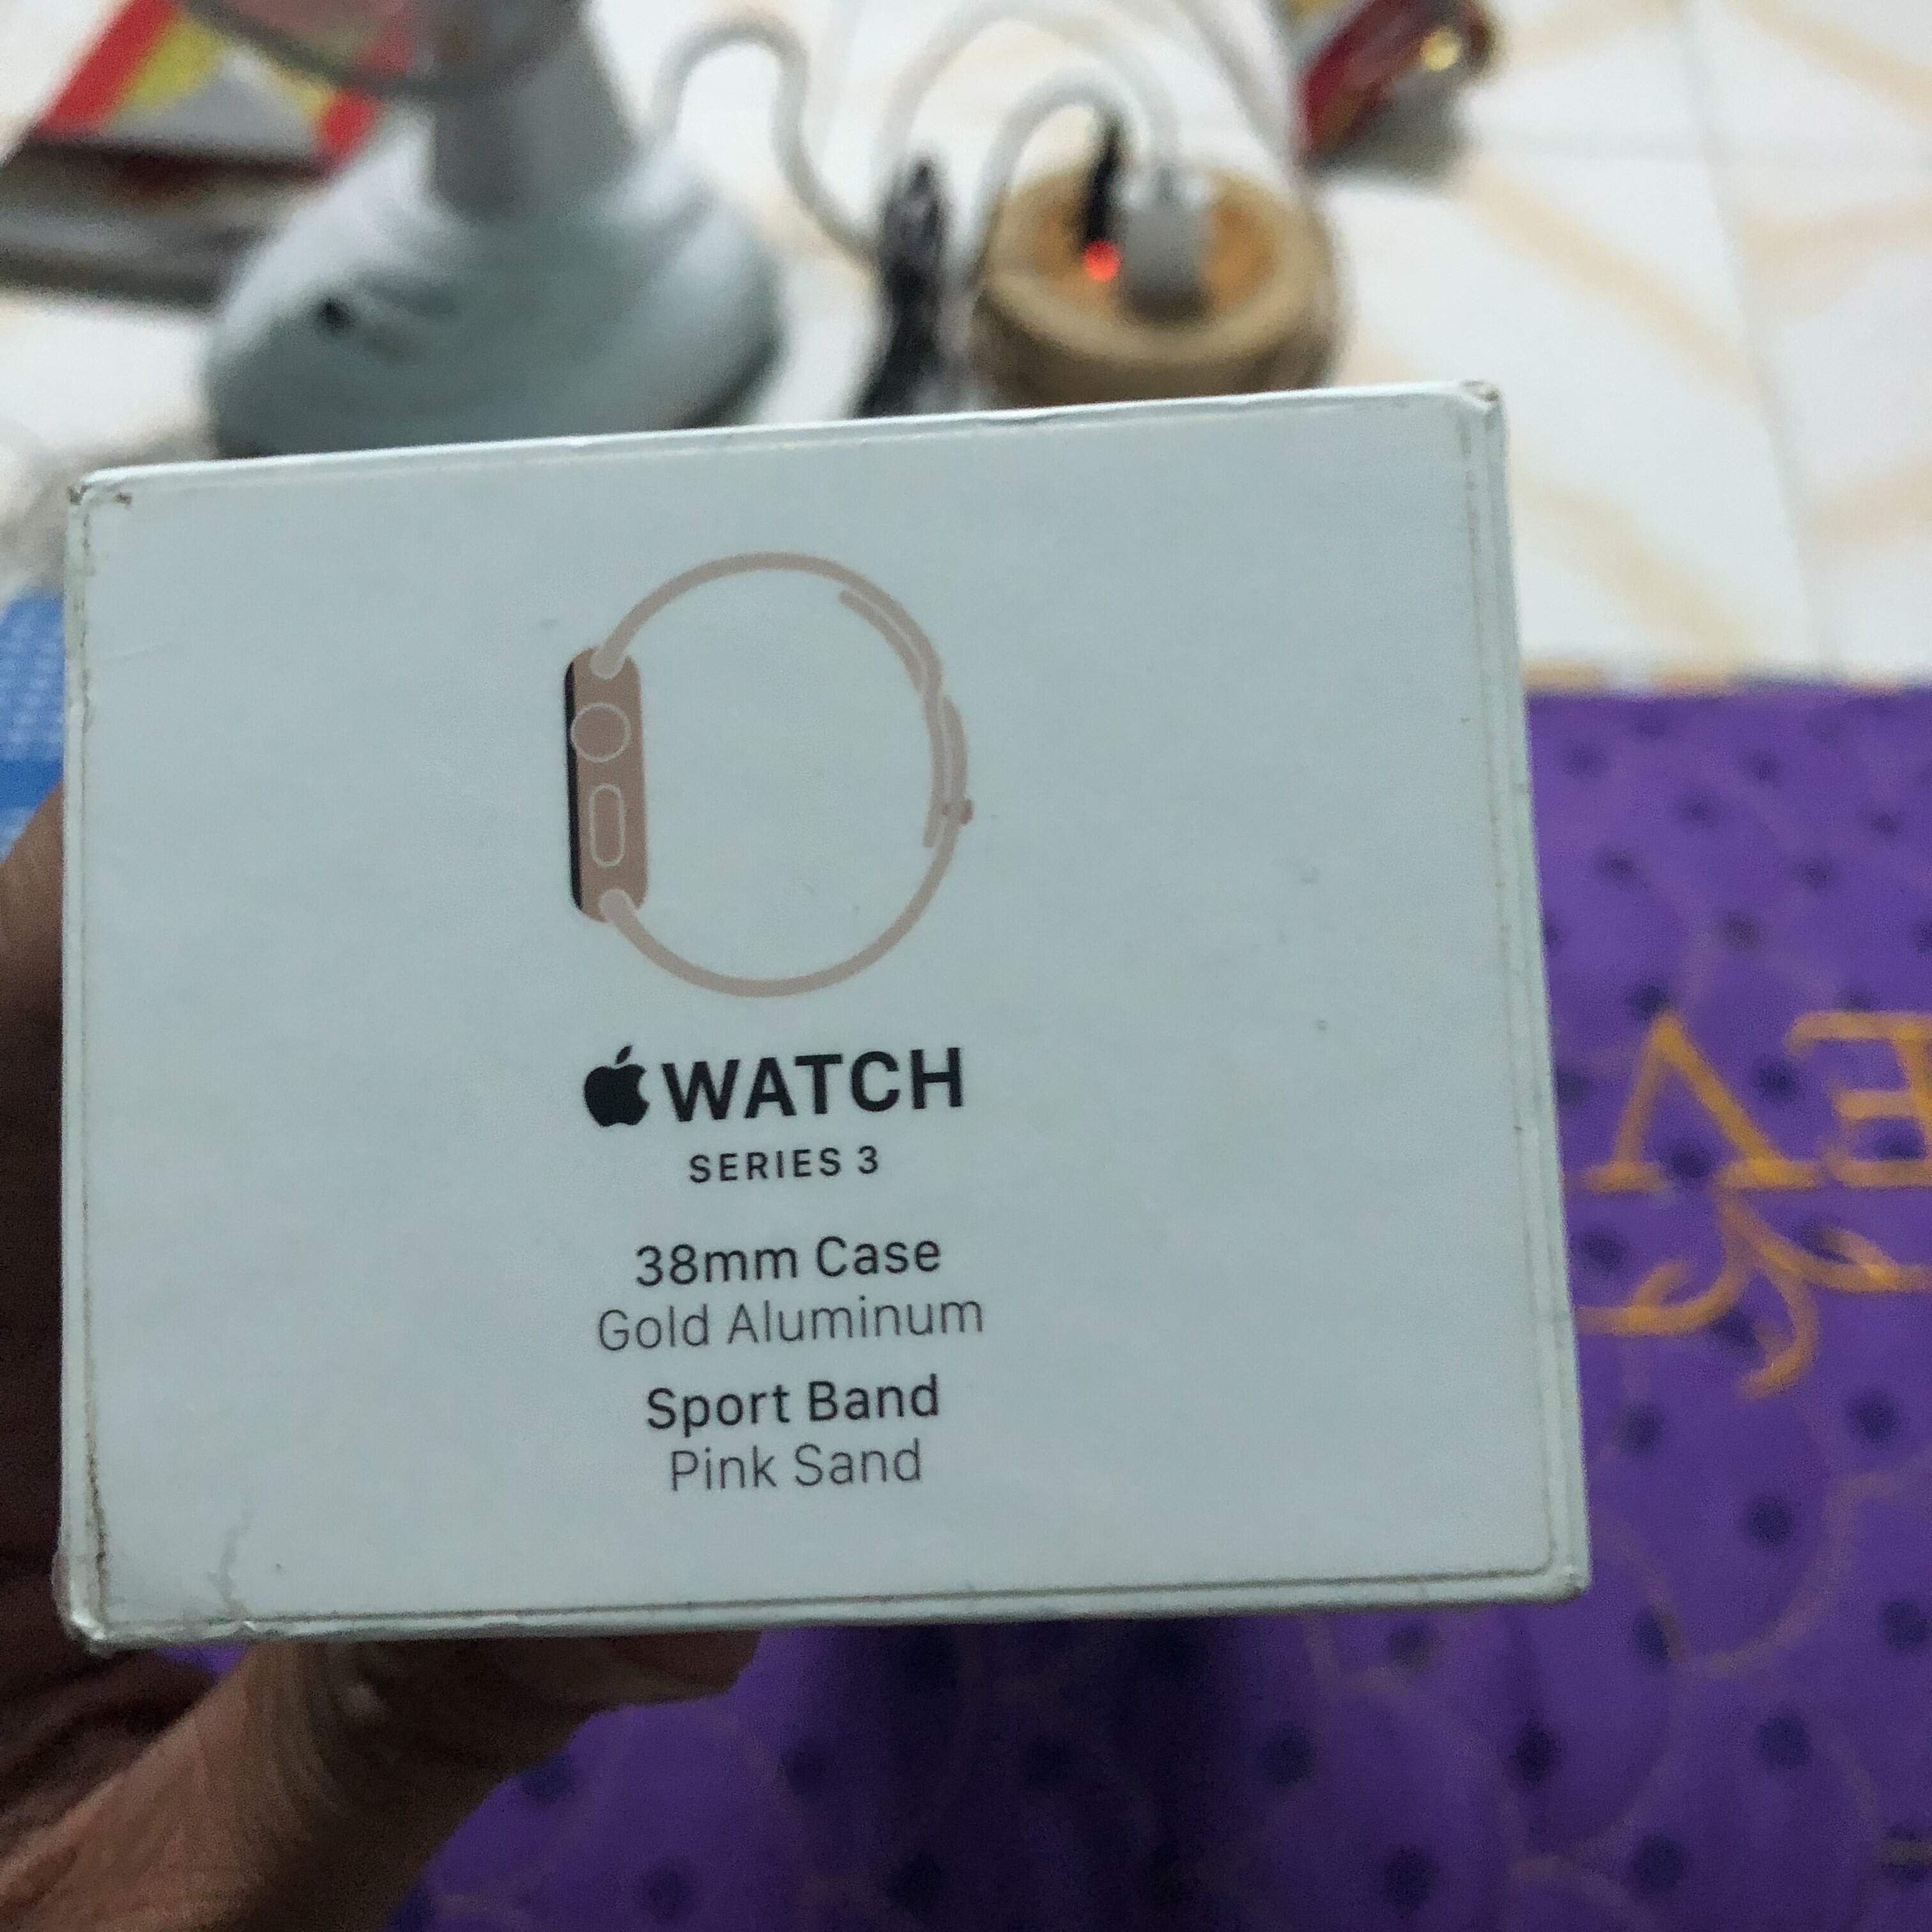 WATCH
SERIES 3
38mm Case
Gold Aluminum
Sport Band
Pink Sand